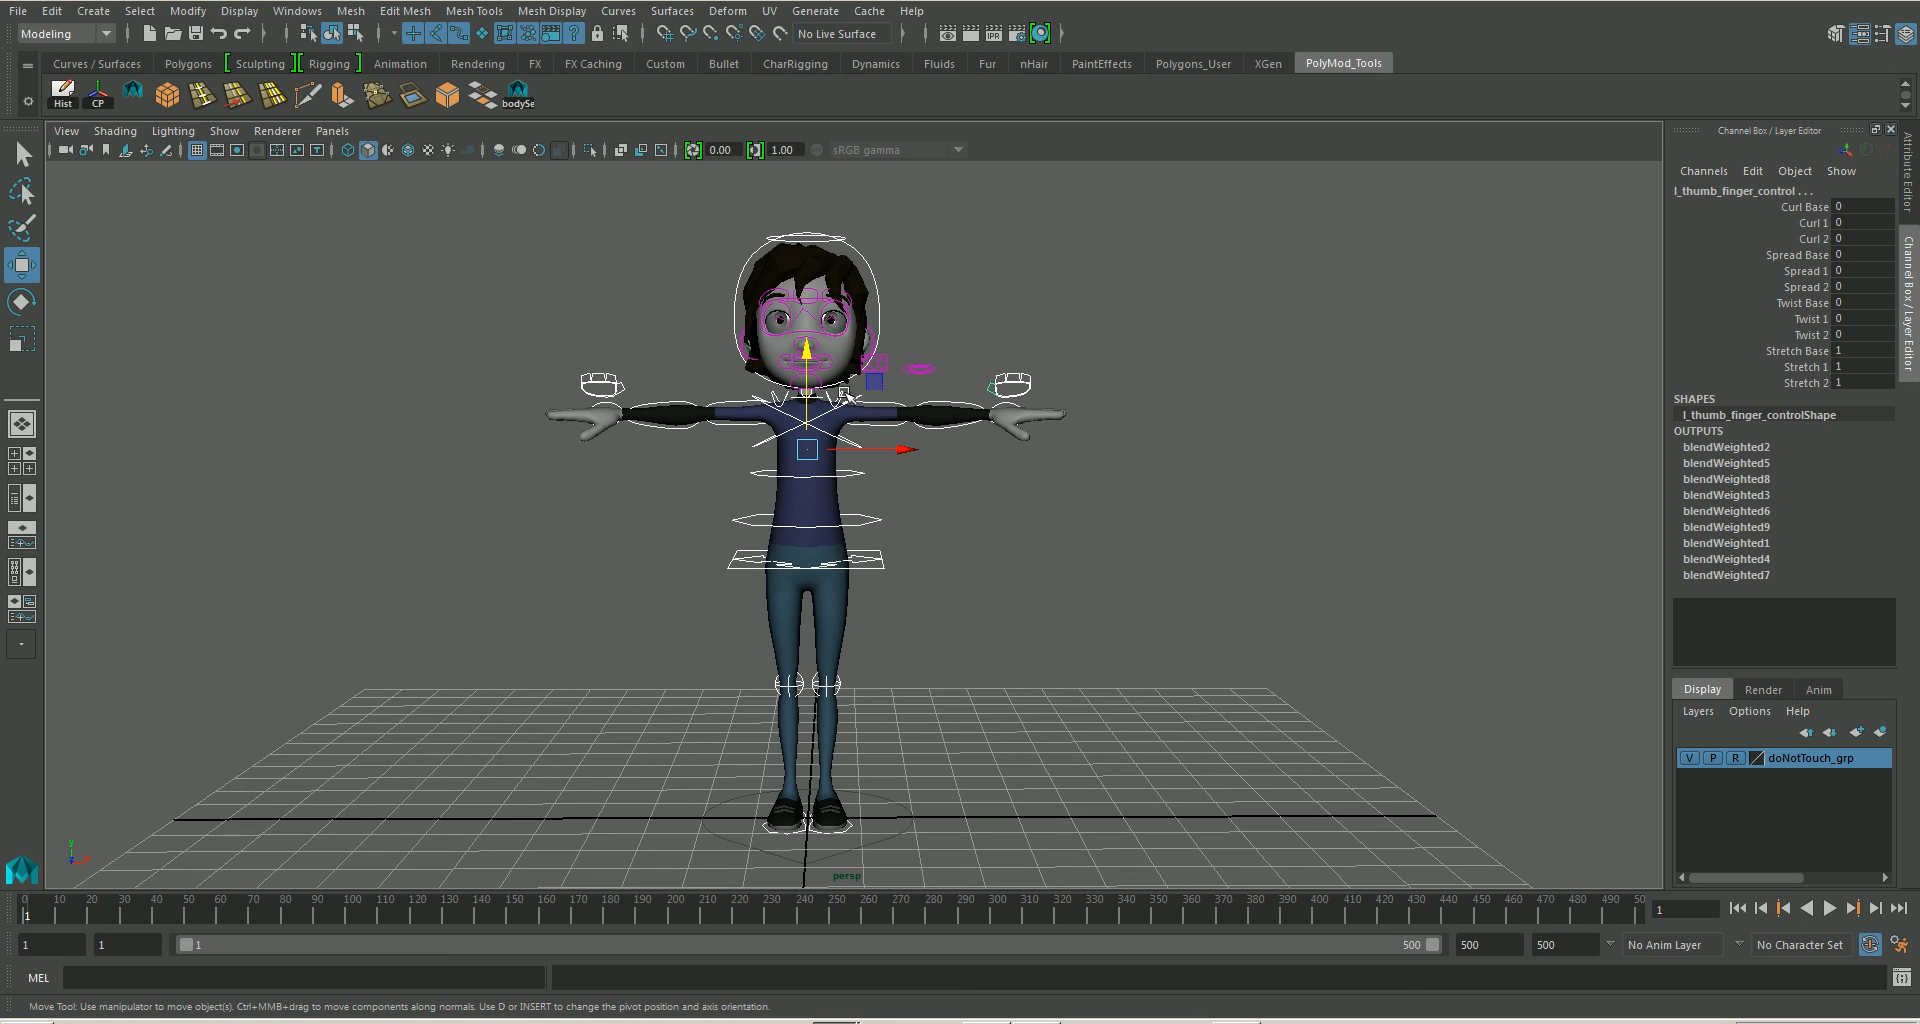 File Edit Create Select Modify Display Windows Mesh Edit Mesh Mesh Tools Mesh Display Curves Surfaces Deform UV Generate Cache Help
Modeling No Live Surface IPR
Curves / Surfaces Polygons Sculpting Rigging Animation Rendering FX FX Caching Custom Bullet CharRigging Dynamics Fluids Fur nHair PaintEffects Polygons_User XGen PolyMod_Tools
Hist CP bodySe
View Shading Lighting Show Renderer Panels
0.00 1.00 sRGB gamma
Channel Box / Layer Editor
Channels Edit Object Show
l_thumb_finger_control . . .
Curl Base 0
Curl 1 0
Curl 2 0
Spread Base 0
Spread 1 0
Spread 2 0
Twist Base 0
Twist 1 0
Twist 2 0
Stretch Base 1
Stretch 1 1
Stretch 2 1
SHAPES
l_thumb_finger_controlShape
OUTPUTS
blendWeighted2
blendWeighted5
blendWeighted8
blendWeighted3
blendWeighted6
blendWeighted9
blendWeighted1
blendWeighted4
blendWeighted7
Attribute Editor
Channel Box / Layer Editor
Display Render Anim
Layers Options Help
V P R doNotTouch_grp
y
persp
0 10 20 30 40 50 60 70 80 90 100 110 120 130 140 150 160 170 180 190 200 210 220 230 240 250 260 270 280 290 300 310 320 330 340 350 360 370 380 390 400 410 420 430 440 450 460 470 480 490 50
1 1
1 1 1 500 500 500 No Anim Layer No Character Set
MEL
Move Tool: Use manipulator to move object(s). Ctrl+MMB+drag to move components along normals. Use D or INSERT to change the pivot position and axis orientation.